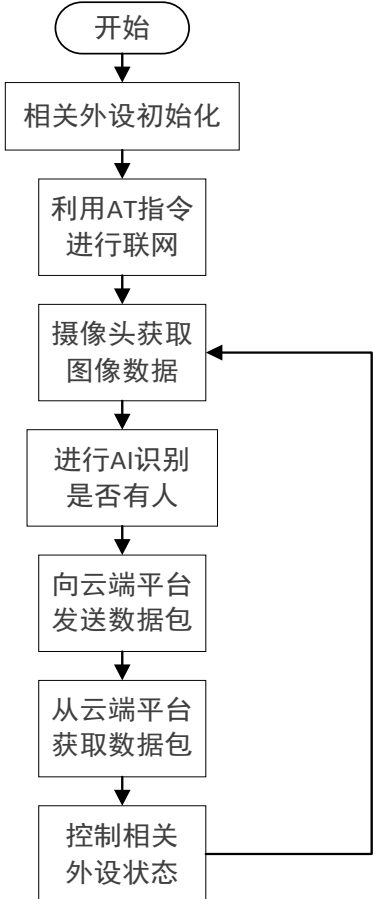 开始
相关外设初始化
利用AT指令
进行联网
摄像头获取
图像数据
进行AI识别
是否有人
向云端平台
发送数据包
从云端平台
获取数据包
控制相关
外设状态